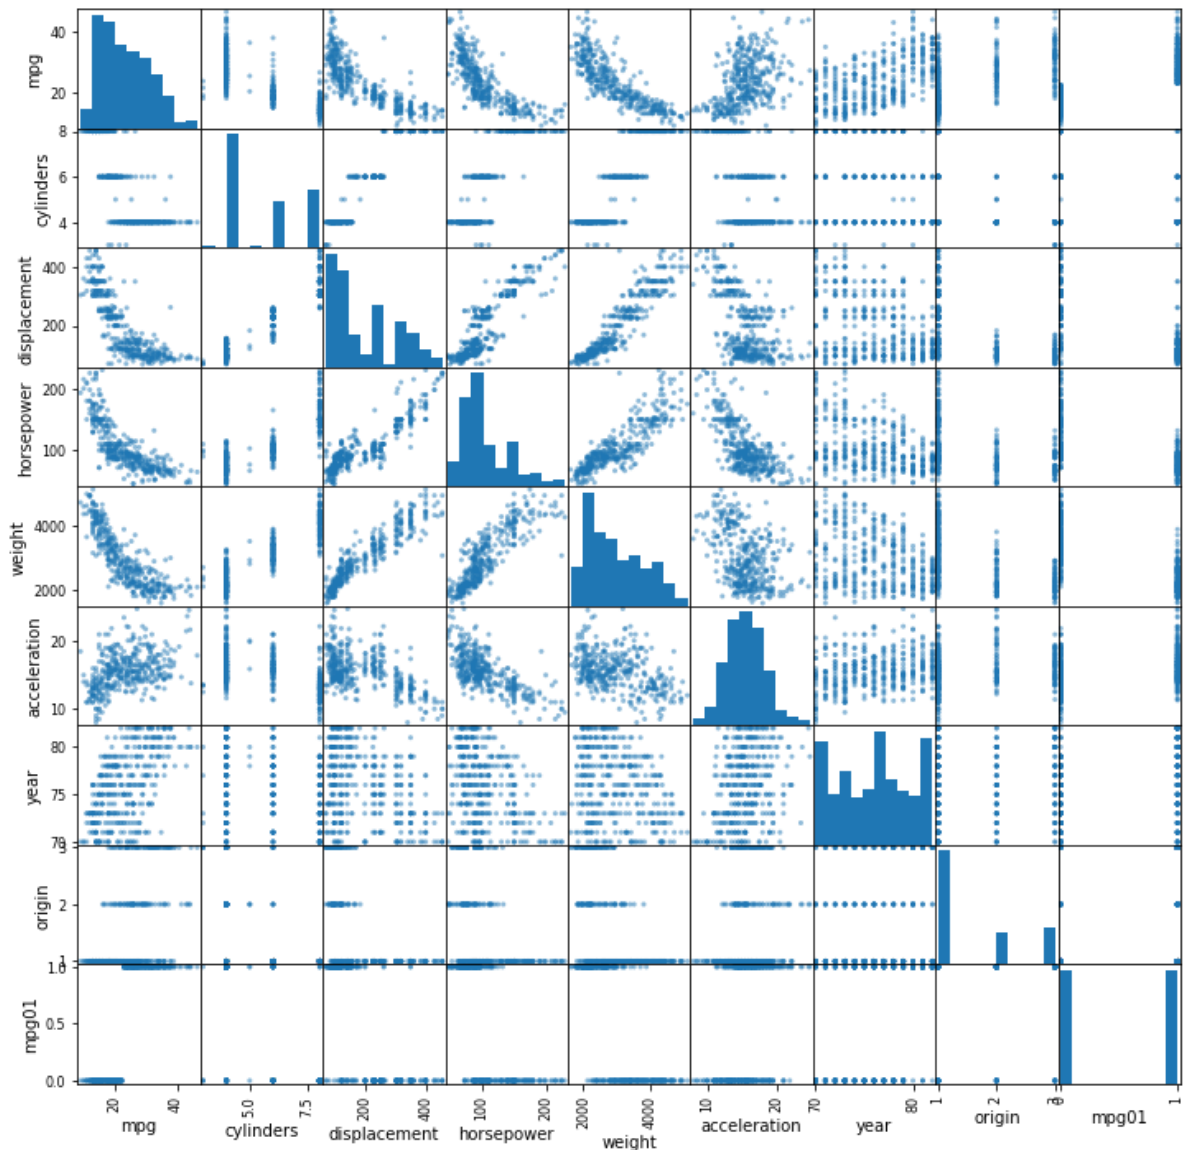 40
20
mpg
8
6
4
cylinders
400
200
displacement
200
100
horsepower
4000
2000
weight
20
10
acceleration
80
75
70
year
3
2
1
origin
1.0
0.5
0.0
mpg01
20 40 5.0 7.5 200 400 100 200 2000 4000 10 20 70 80 1 2 3 0 1
mpg cylinders displacement horsepower weight acceleration year origin mpg01